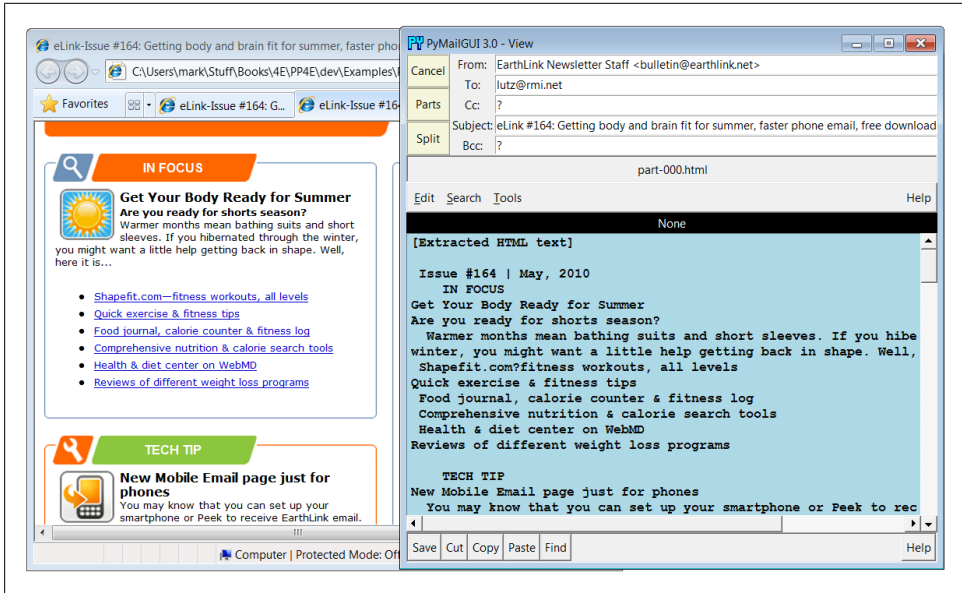 eLink-Issue #164: Getting body and brain fit for summer, faster pho
C:\Users\mark\Stuff\Books\4E\PP4E\dev\Examples\
Favorites
eLink-Issue #164: G...
eLink-Issue #16
IN FOCUS
Get Your Body Ready for Summer
Are you ready for shorts season?
Warmer months mean bathing suits and short
sleeves. If you hibernated through the winter,
you might want a little help getting back in shape. Well,
here it is...
Shapefit.com—fitness workouts, all levels
Quick exercise & fitness tips
Food journal, calorie counter & fitness log
Comprehensive nutrition & calorie search tools
Health & diet center on WebMD
Reviews of different weight loss programs
TECH TIP
New Mobile Email page just for
phones
You may know that you can set up your
smartphone or Peek to receive EarthLink email.
Computer | Protected Mode: Off
PY PyMailGUI 3.0 - View
Cancel
From: EarthLink Newsletter Staff <bulletin@earthlink.net>
To: lutz@rmi.net
Parts
Cc: ?
Subject: eLink #164: Getting body and brain fit for summer, faster phone email, free download
Split
Bcc: ?
part-000.html
Edit Search Tools Help
None
[Extracted HTML text]
Issue #164 | May, 2010
IN FOCUS
Get Your Body Ready for Summer
Are you ready for shorts season?
Warmer months mean bathing suits and short sleeves. If you hibe
winter, you might want a little help getting back in shape. Well,
Shapefit.com?fitness workouts, all levels
Quick exercise & fitness tips
Food journal, calorie counter & fitness log
Comprehensive nutrition & calorie search tools
Health & diet center on WebMD
Reviews of different weight loss programs
TECH TIP
New Mobile Email page just for phones
You may know that you can set up your smartphone or Peek to rec
Save Cut Copy Paste Find Help